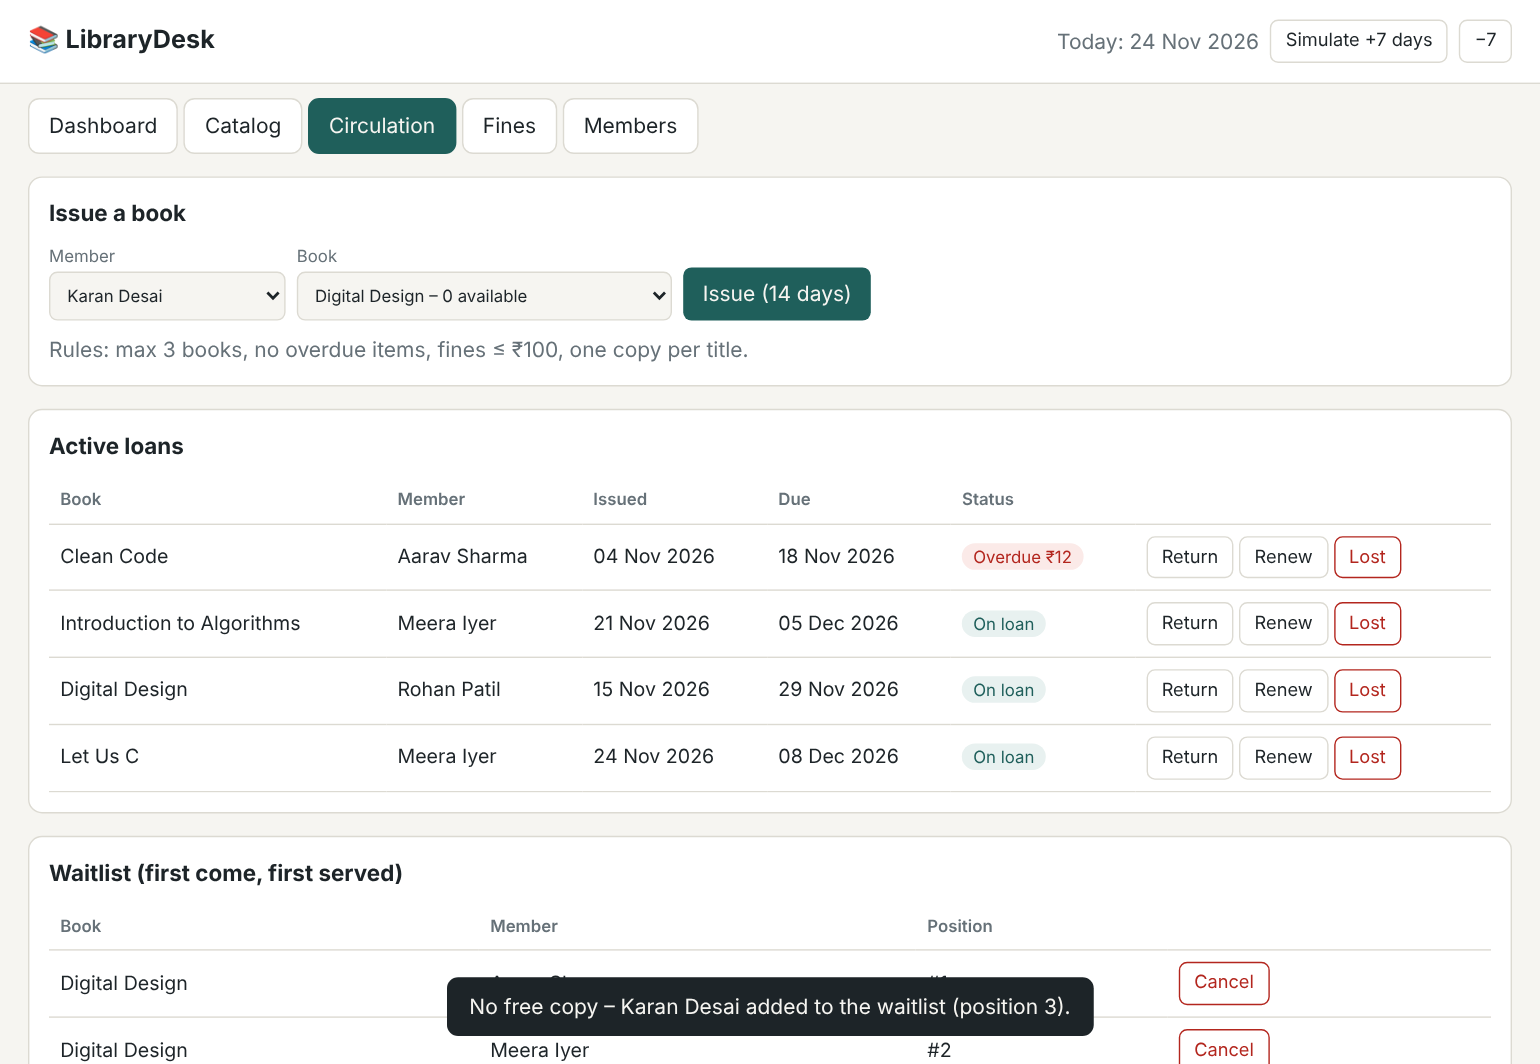 📚 LibraryDesk
Today: 24 Nov 2026 Simulate +7 days −7
Dashboard Catalog Circulation Fines Members
Issue a book
Member Book
Karan Desai Digital Design – 0 available Issue (14 days)
Rules: max 3 books, no overdue items, fines ≤ ₹100, one copy per title.
Active loans
Book Member Issued Due Status
Clean Code Aarav Sharma 04 Nov 2026 18 Nov 2026 Overdue ₹12 Return Renew Lost
Introduction to Algorithms Meera Iyer 21 Nov 2026 05 Dec 2026 On loan Return Renew Lost
Digital Design Rohan Patil 15 Nov 2026 29 Nov 2026 On loan Return Renew Lost
Let Us C Meera Iyer 24 Nov 2026 08 Dec 2026 On loan Return Renew Lost
Waitlist (first come, first served)
Book Member Position
Digital Design Cancel
No free copy – Karan Desai added to the waitlist (position 3).
Digital Design Meera Iyer #2 Cancel